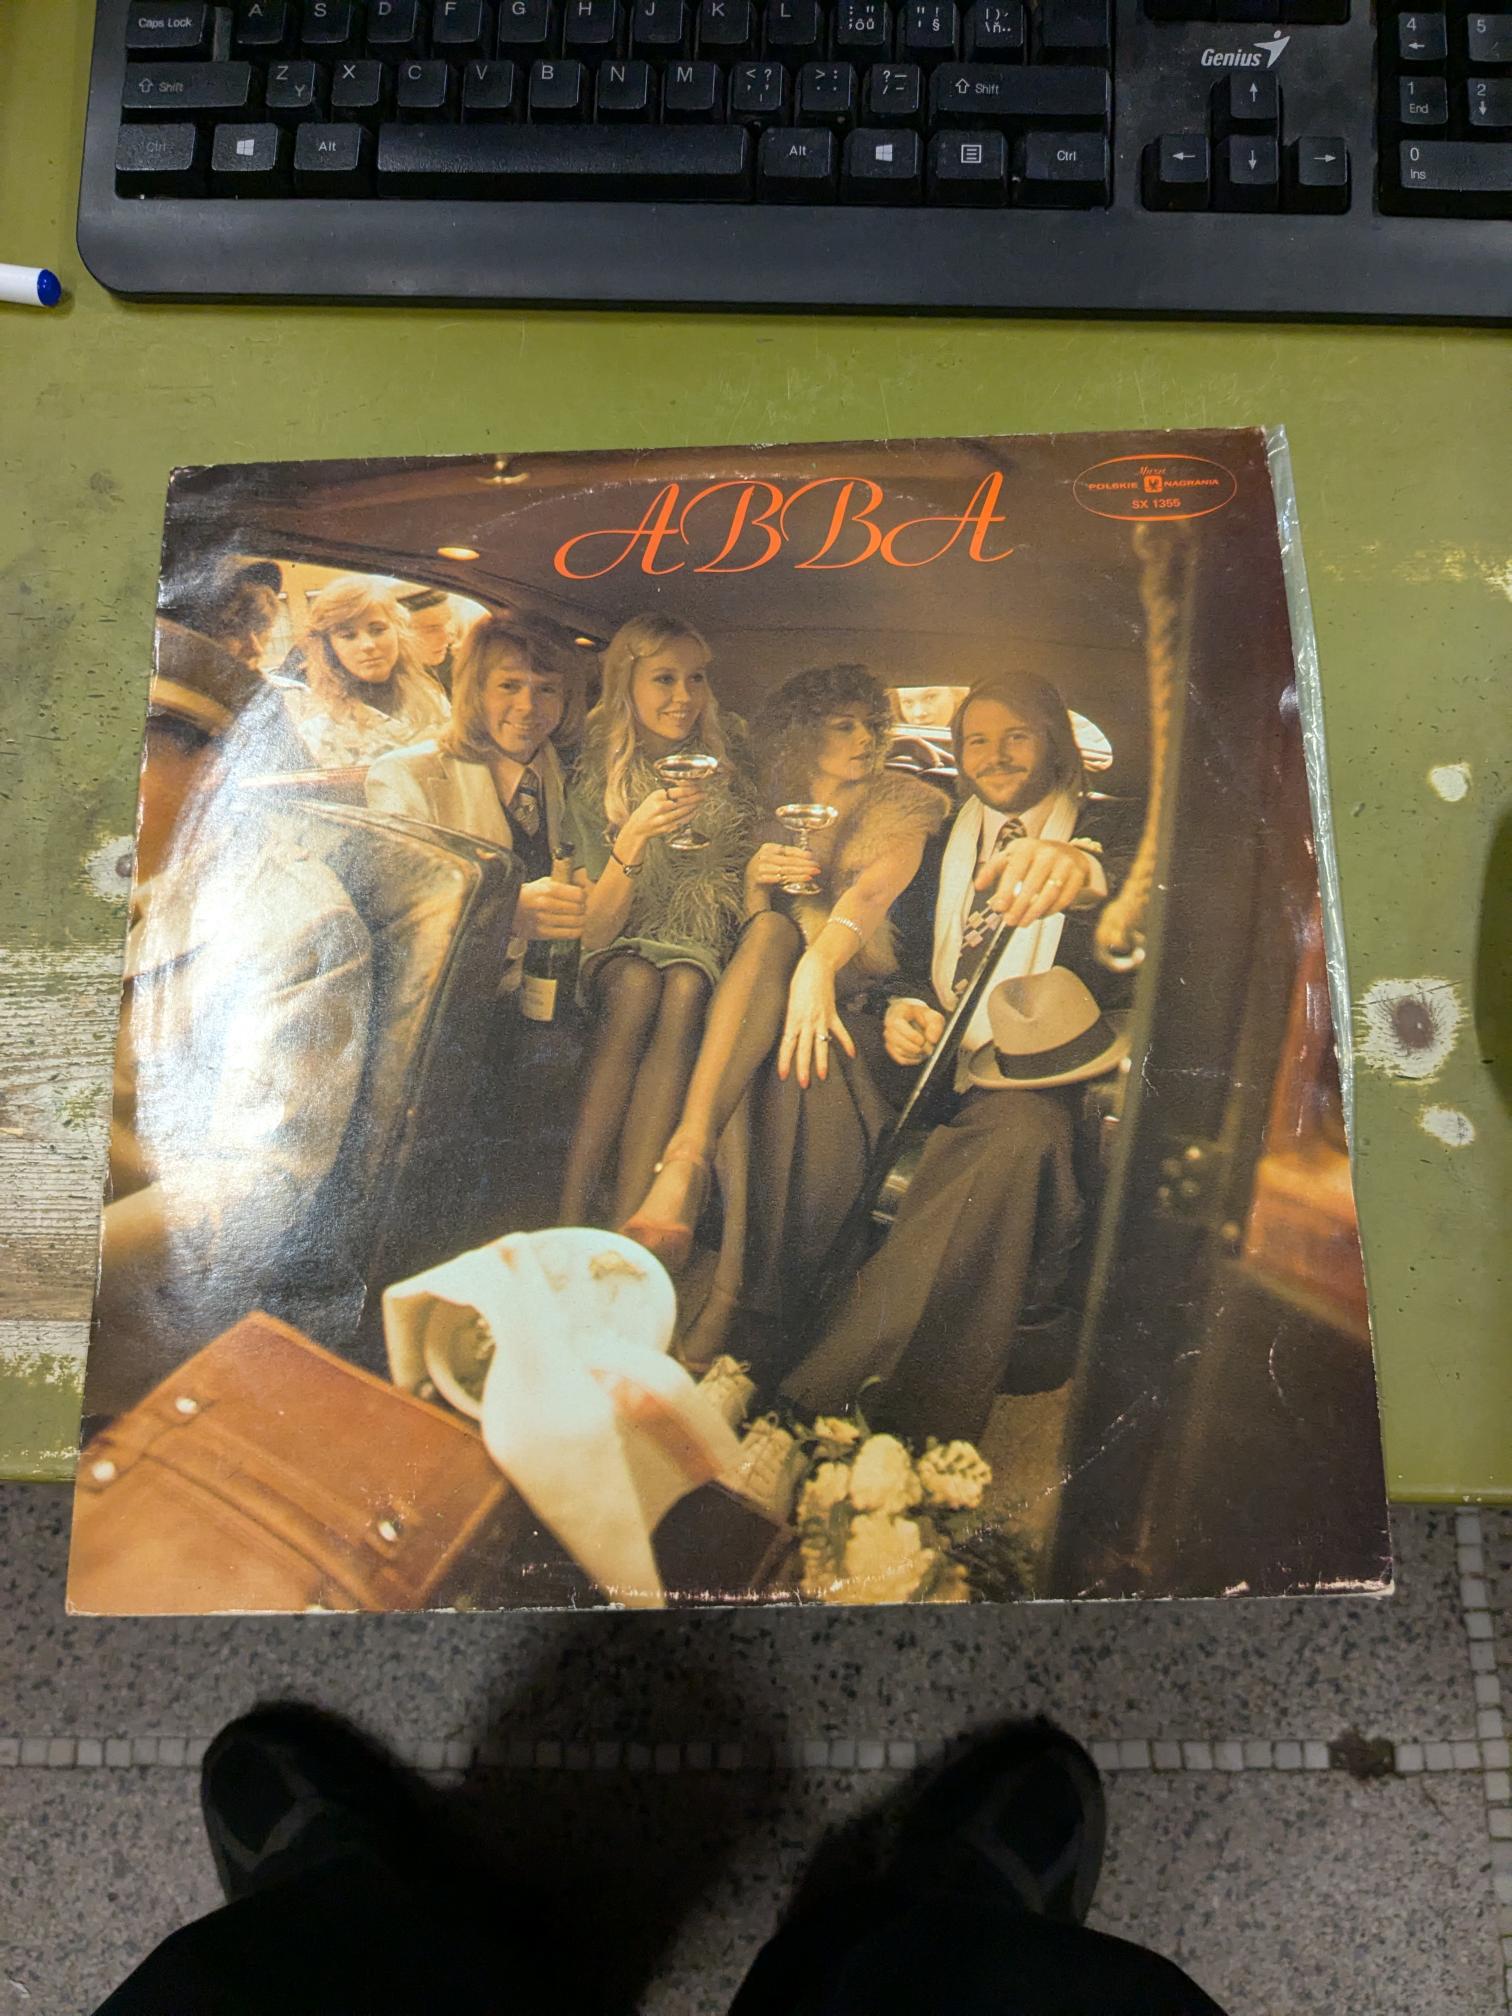 Caps Lock A S D F G H J K L
Shift Z Y X C V B N M Shift
Ctrl Alt Alt Ctrl
Genius
4 5
1 End 2
0 Ins
ABBA
Muza
POLSKIE NAGRANIA
SX 1355